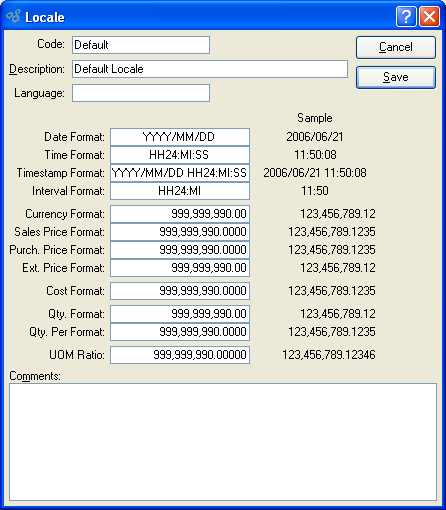 Locale
Code: Default
Cancel
Description: Default Locale
Save
Language:
Sample
Date Format: YYYY/MM/DD 2006/06/21
Time Format: HH24:MI:SS 11:50:08
Timestamp Format: YYYY/MM/DD HH24:MI:SS 2006/06/21 11:50:08
Interval Format: HH24:MI 11:50
Currency Format: 999,999,990.00 123,456,789.12
Sales Price Format: 999,999,990.0000 123,456,789.1235
Purch. Price Format: 999,999,990.0000 123,456,789.1235
Ext. Price Format: 999,999,990.00 123,456,789.12
Cost Format: 999,999,990.0000 123,456,789.1235
Qty. Format: 999,999,990.00 123,456,789.12
Qty. Per Format: 999,999,990.0000 123,456,789.1235
UOM Ratio: 999,999,990.00000 123,456,789.12346
Comments: